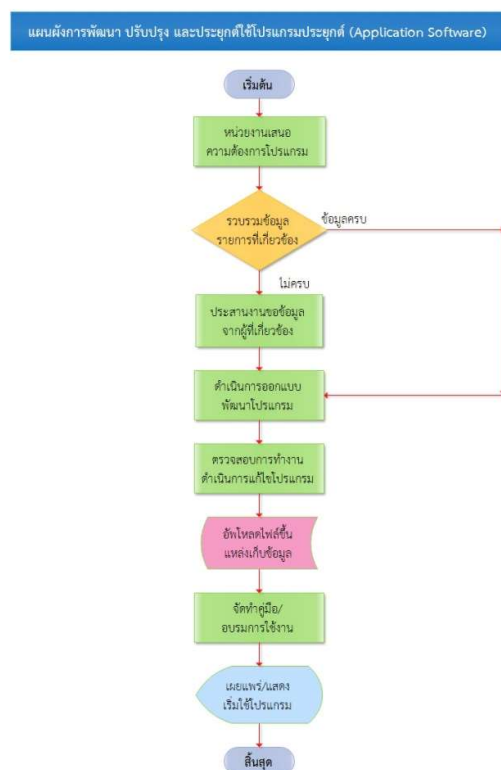 แผนผังการพัฒนา ปรับปรุง และประยุกต์ใช้โปรแกรมประยุกต์ (Application Software)
เริ่มต้น
หน่วยงานเสนอ
ความต้องการโปรแกรม
รวบรวมข้อมูล
รายการที่เกี่ยวข้อง
ข้อมูลครบ
ไม่ครบ
ประสานงานขอข้อมูล
จากผู้ที่เกี่ยวข้อง
ดำเนินการออกแบบ
พัฒนาโปรแกรม
ตรวจสอบการทำงาน
ดำเนินการแก้ไขโปรแกรม
อัพโหลดไฟล์ขึ้น
แหล่งเก็บข้อมูล
จัดทำคู่มือ/
อบรมการใช้งาน
เผยแพร่/แสดง
เริ่มใช้โปรแกรม
สิ้นสุด